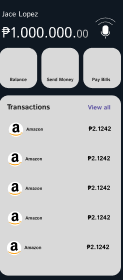 Jace Lopez
₱1.000.000.00
Balance Send Money Pay Bills
Transactions View all
a Amazon ₱2.1242
a Amazon ₱2.1242
a Amazon ₱2.1242
a Amazon ₱2.1242
a Amazon ₱2.1242